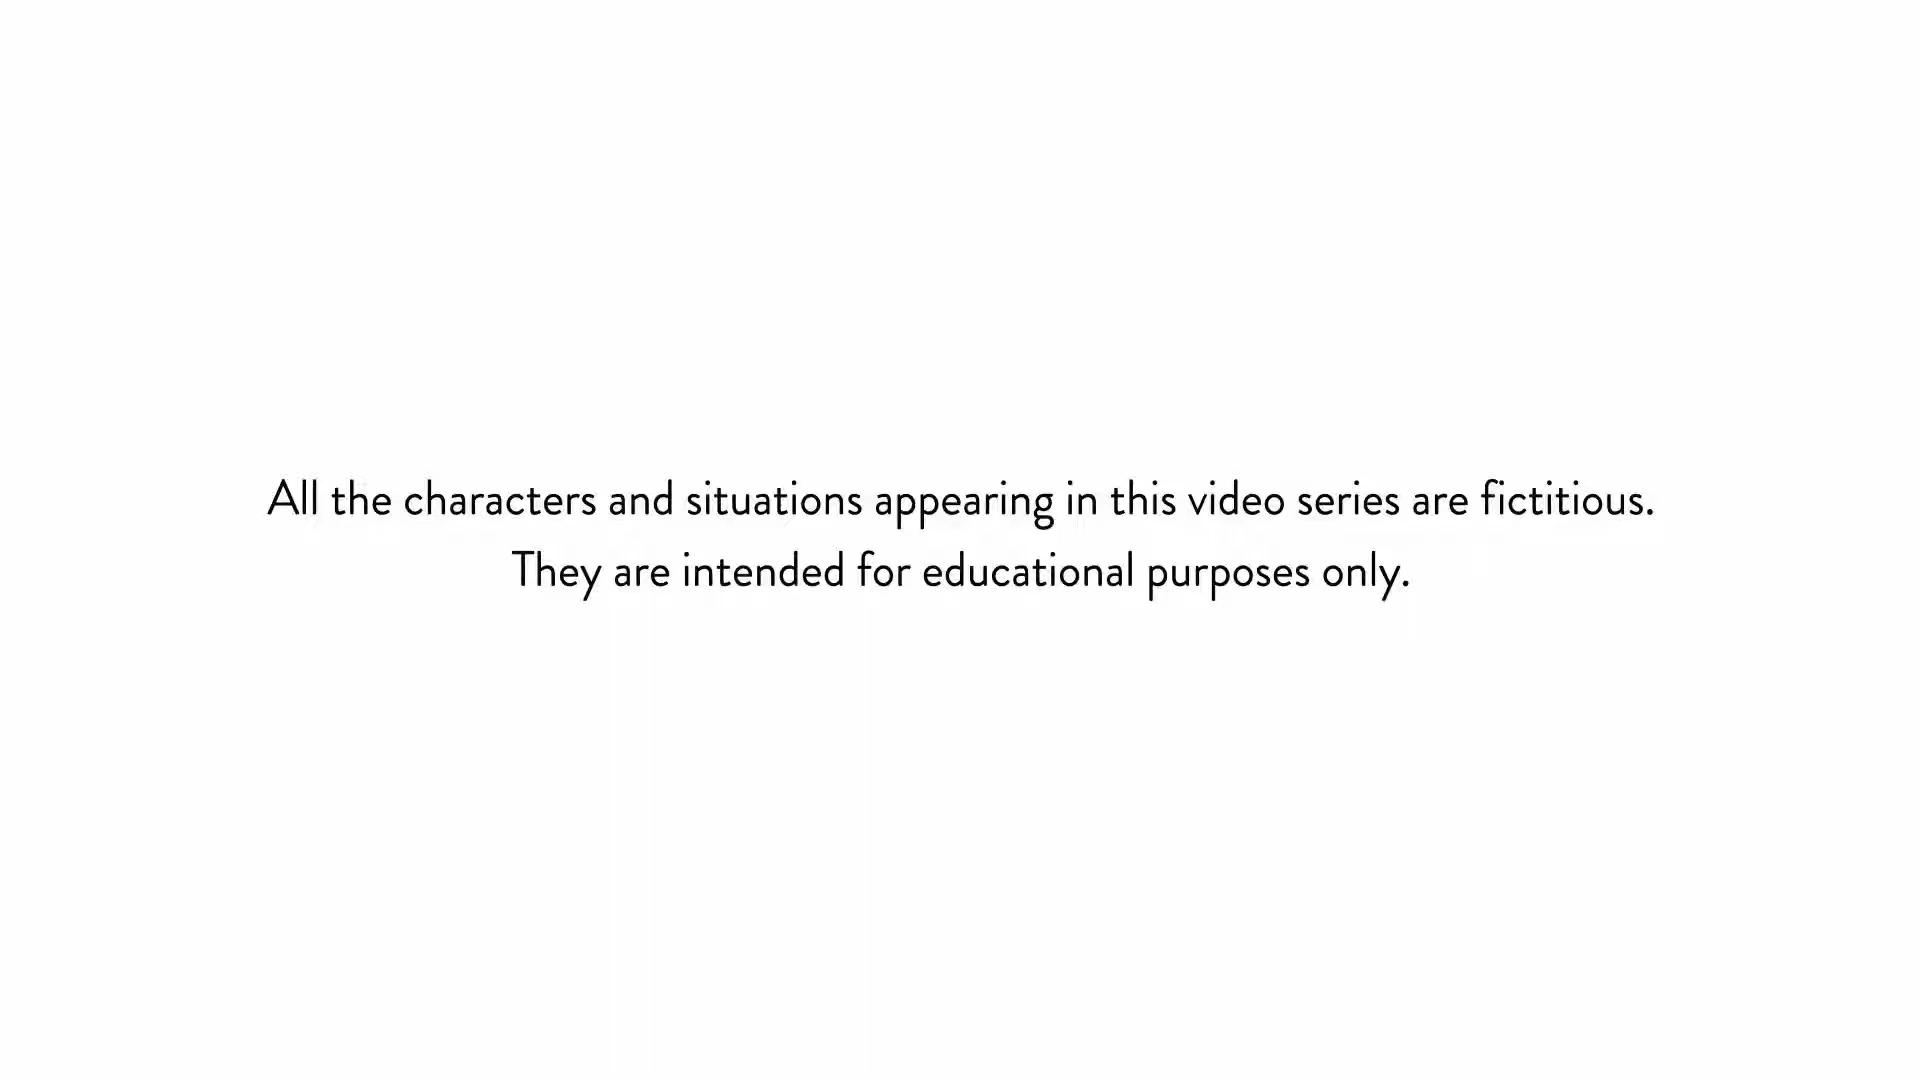 All the characters and situations appearing in this video series are fictitious.
They are intended for educational purposes only.